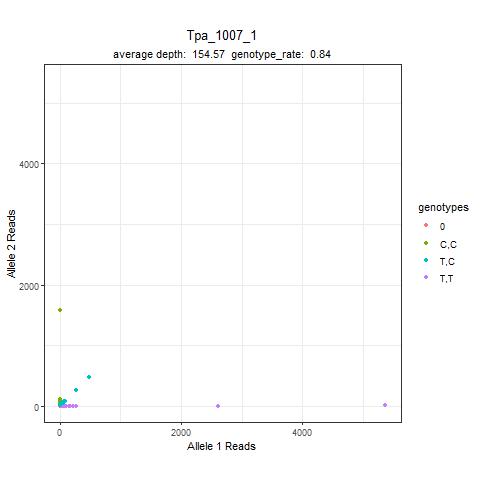 Tpa_1007_1
average depth:  154.57  genotype_rate:  0.84
Allele 2 Reads
4000
2000
0
0
2000
4000
Allele 1 Reads
genotypes
0
C,C
T,C
T,T